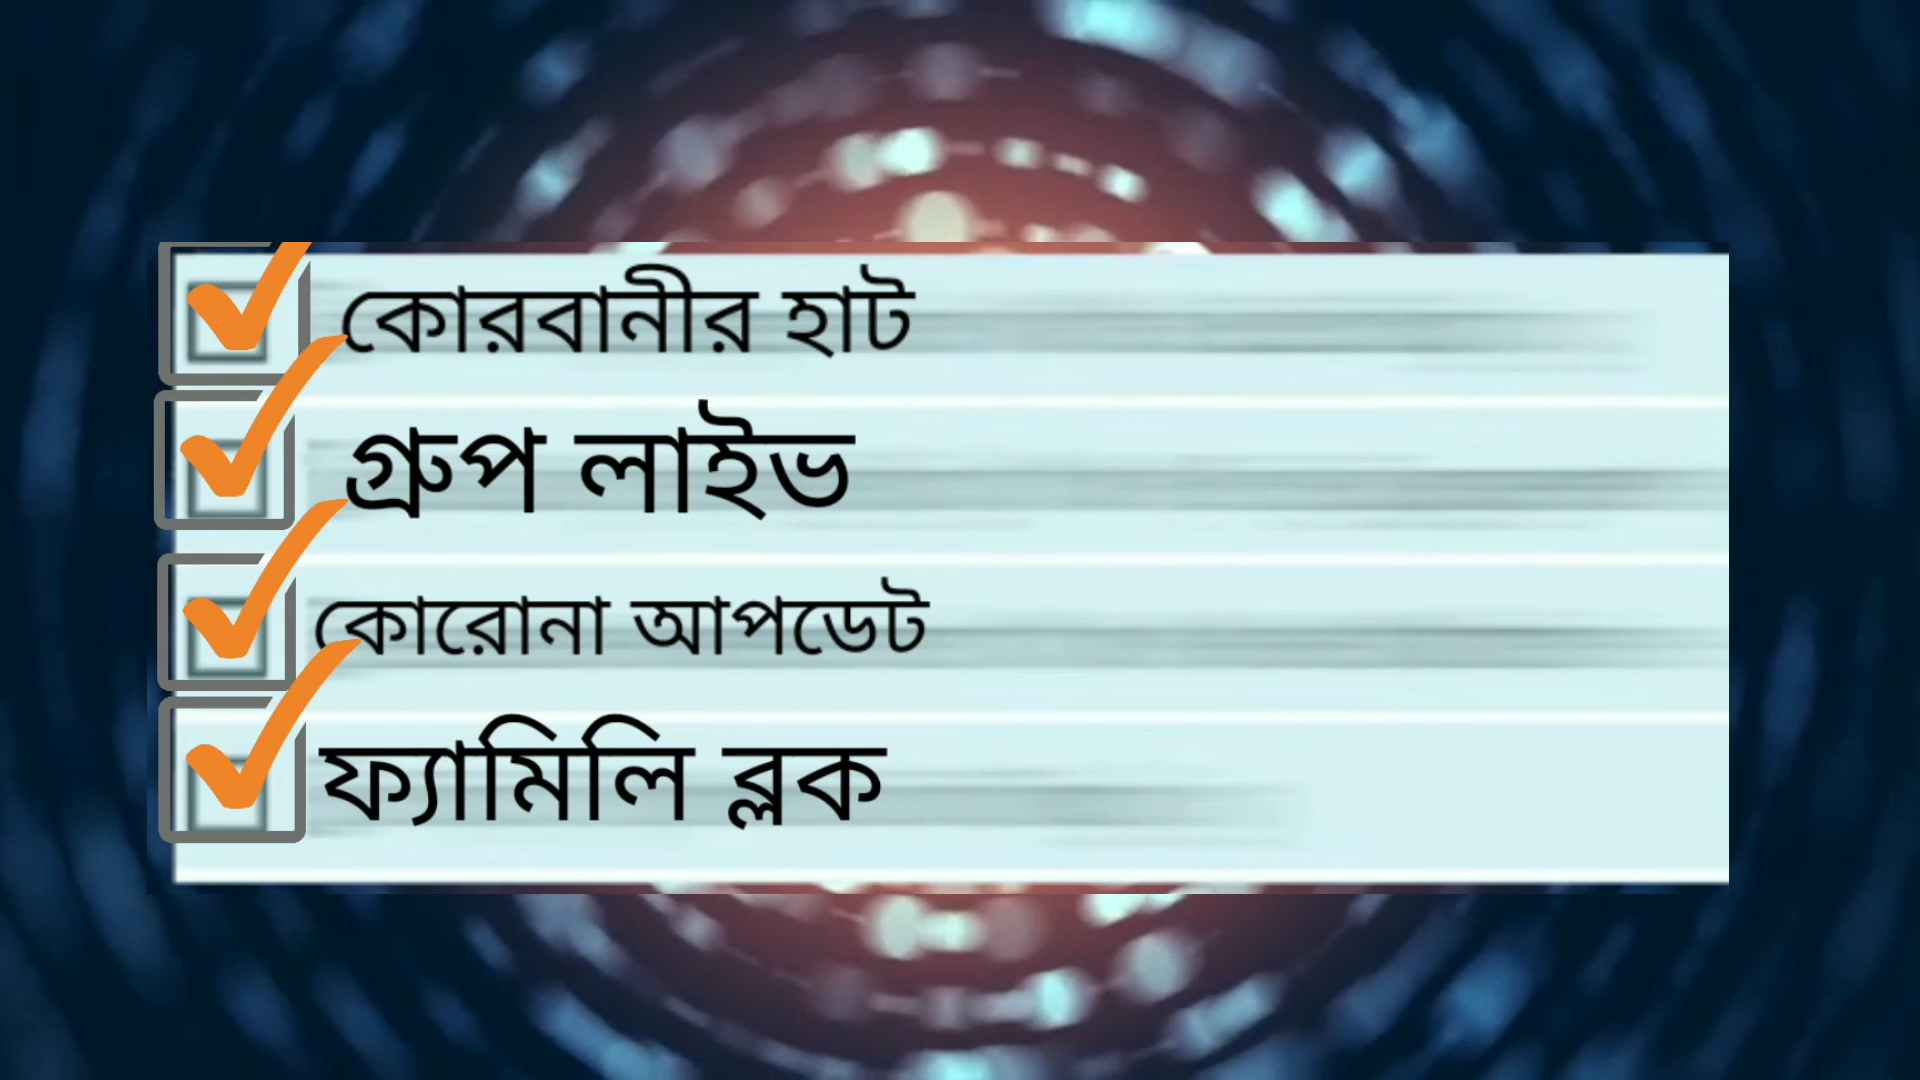 কোরবানীর হাট
গ্রুপ লাইভ
কোরোনা আপডেট
ফ্যামিলি ব্লক